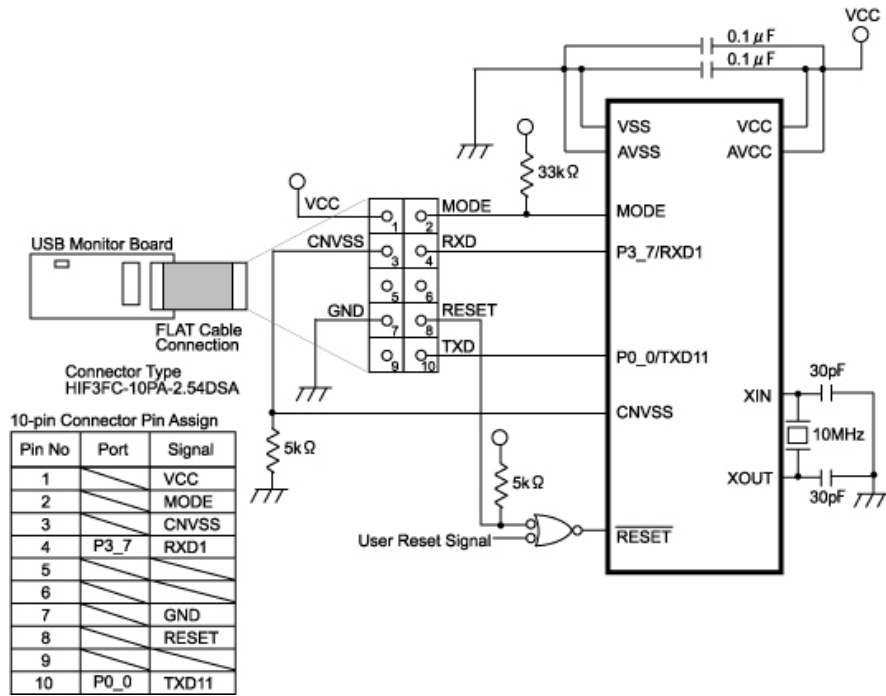 VCC
0.1μF
0.1μF
VSS
VCC
AVSS
AVCC
33kΩ
VCC
MODE
MODE
1
2
USB Monitor Board
CNVSS
RXD
P3_7/RXD1
3
4
5
6
GND
RESET
7
8
FLAT Cable
Connection
TXD
P0_0/TXD11
9
10
Connector Type
HIF3FC-10PA-2.54DSA
30pF
XIN
CNVSS
10MHz
10-pin Connector Pin Assign
5kΩ
5kΩ
XOUT
30pF
User Reset Signal
RESET
Pin No Port Signal
1 VCC
2 MODE
3 CNVSS
4 P3_7 RXD1
5
6
7 GND
8 RESET
9
10 P0_0 TXD11